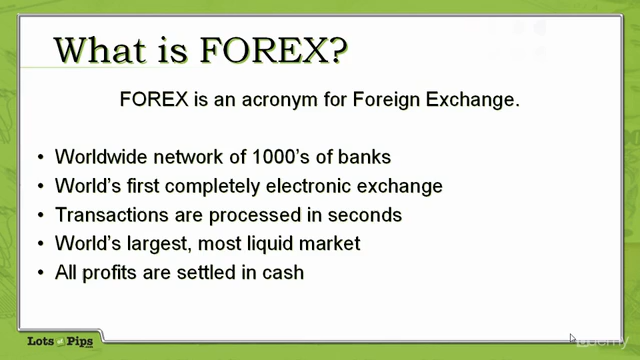 What is FOREX?
FOREX is an acronym for Foreign Exchange.
• Worldwide network of 1000's of banks
• World's first completely electronic exchange
• Transactions are processed in seconds
• World's largest, most liquid market
• All profits are settled in cash
Lots of Pips
udemy